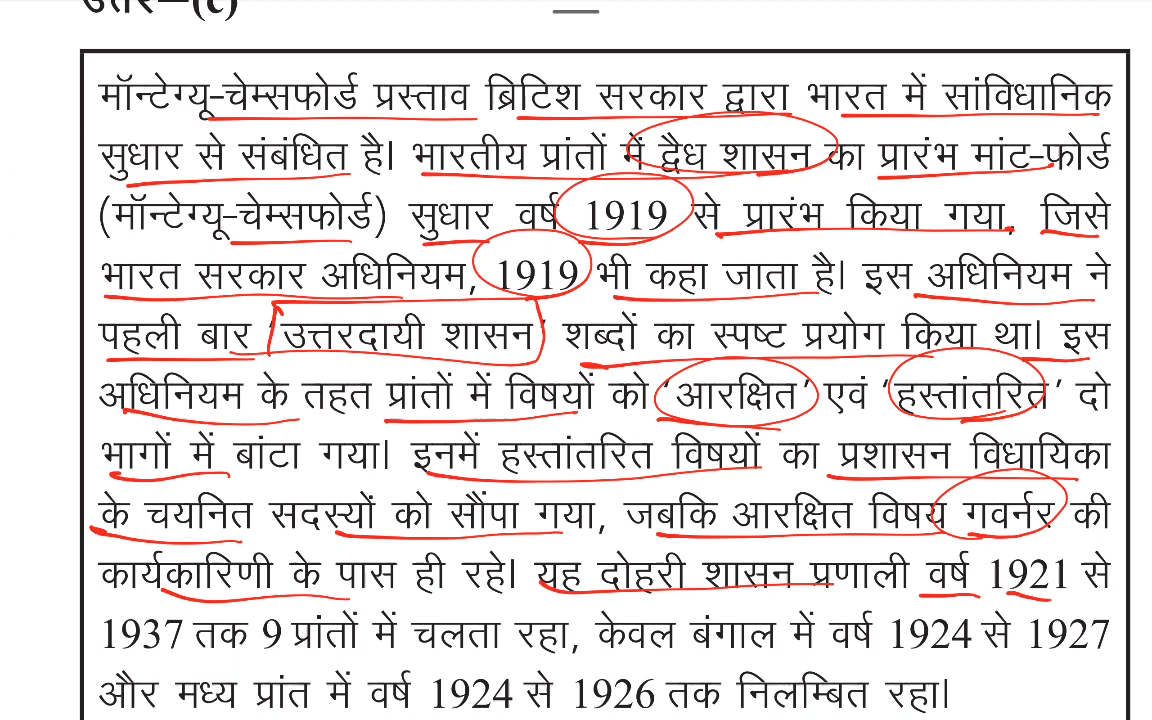 उत्तर—(c)
मॉन्टेग्यू-चेम्सफोर्ड प्रस्ताव ब्रिटिश सरकार द्वारा भारत में सांविधानिक
सुधार से संबंधित है। भारतीय प्रांतों में द्वैध शासन का प्रारंभ मांट-फोर्ड
(मॉन्टेग्यू-चेम्सफोर्ड) सुधार वर्ष 1919 से प्रारंभ किया गया, जिसे
भारत सरकार अधिनियम, 1919 भी कहा जाता है। इस अधिनियम ने
पहली बार 'उत्तरदायी शासन' शब्दों का स्पष्ट प्रयोग किया था। इस
अधिनियम के तहत प्रांतों में विषयों को 'आरक्षित' एवं 'हस्तांतरित' दो
भागों में बांटा गया। इनमें हस्तांतरित विषयों का प्रशासन विधायिका
के चयनित सदस्यों को सौंपा गया, जबकि आरक्षित विषय गवर्नर की
कार्यकारिणी के पास ही रहे। यह दोहरी शासन प्रणाली वर्ष 1921 से
1937 तक 9 प्रांतों में चलता रहा, केवल बंगाल में वर्ष 1924 से 1927
और मध्य प्रांत में वर्ष 1924 से 1926 तक निलम्बित रहा।